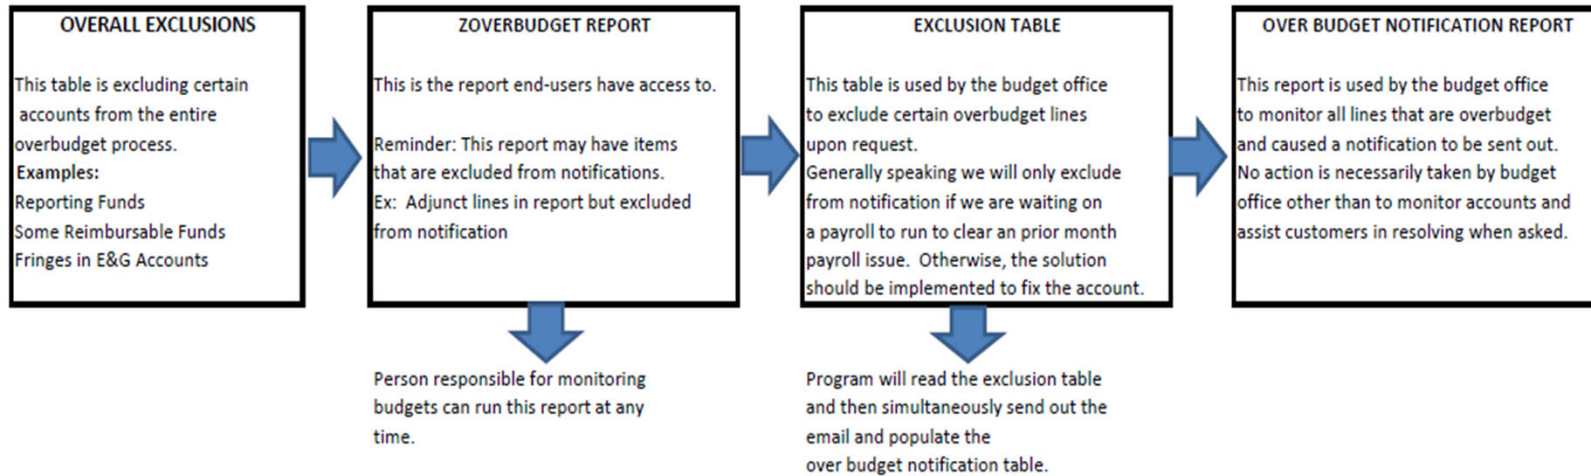 OVERALL EXCLUSIONS
This table is excluding certain
accounts from the entire
overbudget process.
Examples:
Reporting Funds
Some Reimbursable Funds
Fringes in E&G Accounts
ZOVERBUDGET REPORT
This is the report end-users have access to.
Reminder: This report may have items
that are excluded from notifications.
Ex: Adjunct lines in report but excluded
from notification
Person responsible for monitoring
budgets can run this report at any
time.
EXCLUSION TABLE
This table is used by the budget office
to exclude certain overbudget lines
upon request.
Generally speaking we will only exclude
from notification if we are waiting on
a payroll to run to clear an prior month
payroll issue. Otherwise, the solution
should be implemented to fix the account.
Program will read the exclusion table
and then simultaneously send out the
email and populate the
over budget notification table.
OVER BUDGET NOTIFICATION REPORT
This report is used by the budget office
to monitor all lines that are overbudget
and caused a notification to be sent out.
No action is necessarily taken by budget
office other than to monitor accounts and
assist customers in resolving when asked.